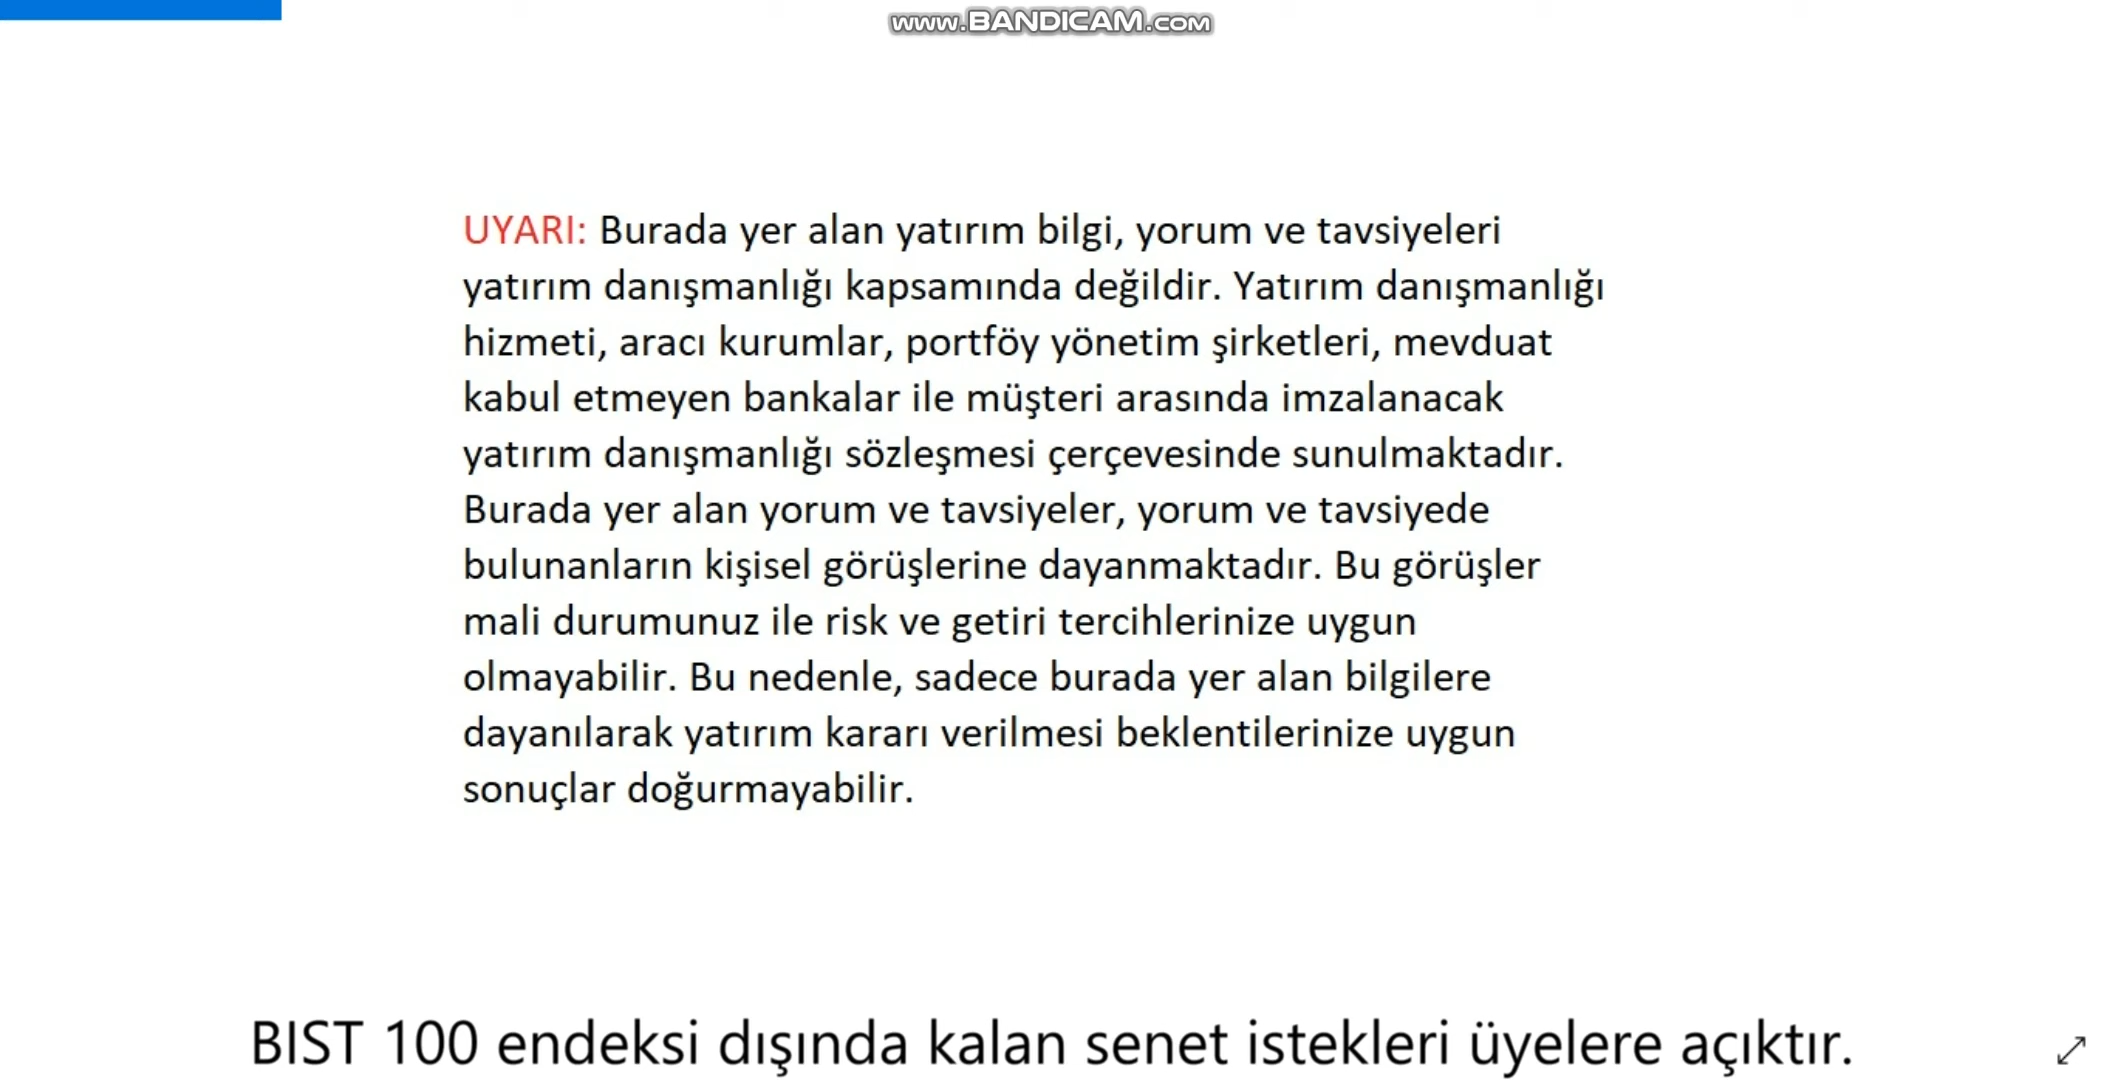 www.BANDICAM.com
UYARI: Burada yer alan yatırım bilgi, yorum ve tavsiyeleri
yatırım danışmanlığı kapsamında değildir. Yatırım danışmanlığı
hizmeti, aracı kurumlar, portföy yönetim şirketleri, mevduat
kabul etmeyen bankalar ile müşteri arasında imzalanacak
yatırım danışmanlığı sözleşmesi çerçevesinde sunulmaktadır.
Burada yer alan yorum ve tavsiyeler, yorum ve tavsiyede
bulunanların kişisel görüşlerine dayanmaktadır. Bu görüşler
mali durumunuz ile risk ve getiri tercihlerinize uygun
olmayabilir. Bu nedenle, sadece burada yer alan bilgilere
dayanılarak yatırım kararı verilmesi beklentilerinize uygun
sonuçlar doğurmayabilir.
BIST 100 endeksi dışında kalan senet istekleri üyelere açıktır.